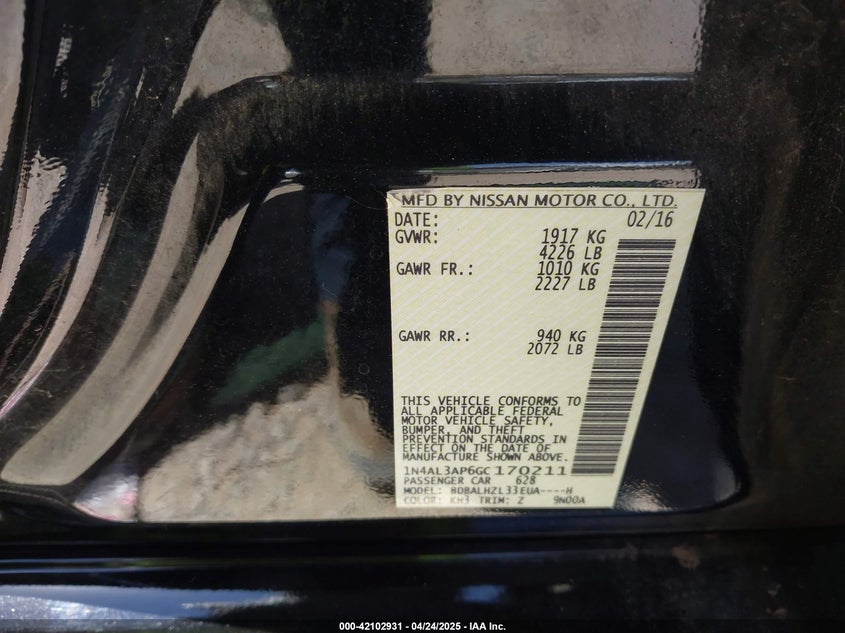 MFD BY NISSAN MOTOR CO., LTD.
DATE: 02/16
GVWR: 1917 KG
4226 LB
GAWR FR.: 1010 KG
2227 LB
GAWR RR.: 940 KG
2072 LB
THIS VEHICLE CONFORMS TO
ALL APPLICABLE FEDERAL
MOTOR VEHICLE SAFETY,
BUMPER, AND THEFT
PREVENTION STANDARDS IN
EFFECT ON THE DATE OF
MANUFACTURE SHOWN ABOVE.
1N4AL3AP6GC170211
PASSENGER CAR 628
MODEL: BDBALHZL33EUA----H
COLOR: KH3 TRIM: Z 9N00A
000-42102931 - 04/24/2025 - IAA Inc.